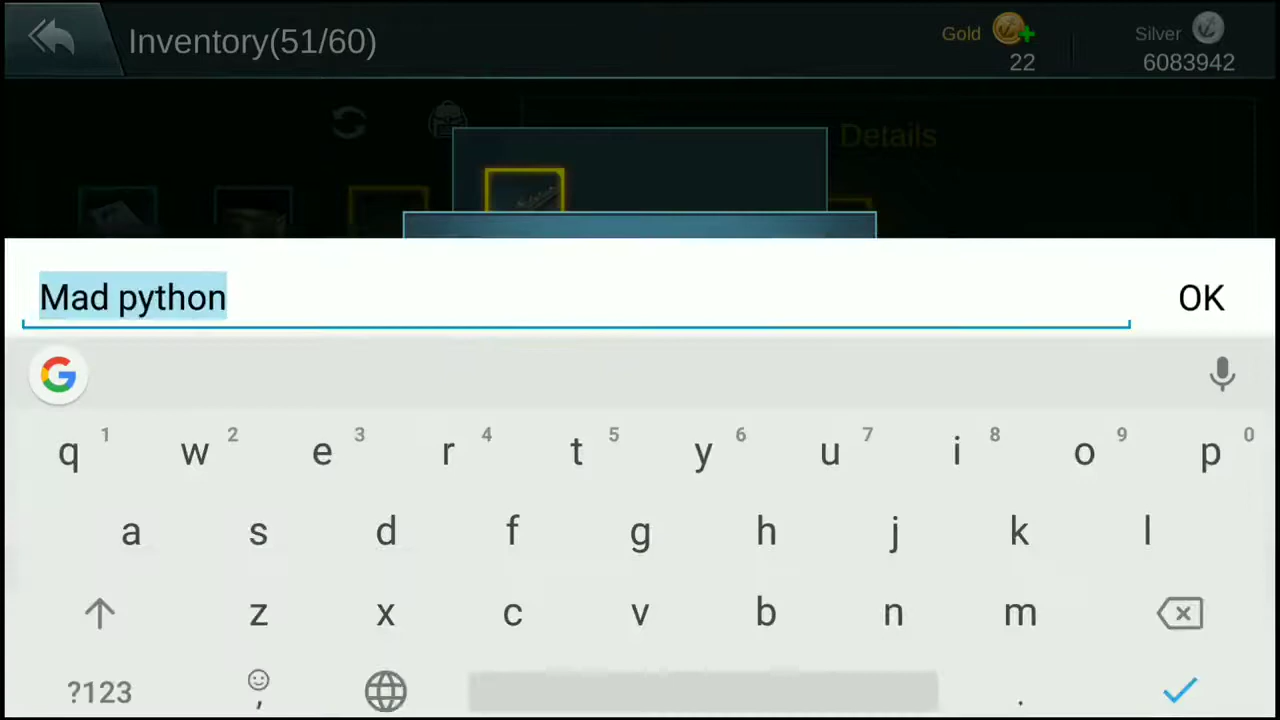 Inventory(51/60)
Gold
22
Silver
6083942
Details
Mad python
OK
G
q 1 w 2 e 3 r 4 t 5 y 6 u 7 i 8 o 9 p 0
a s d f g h j k l
z x c v b n m
?123 , .